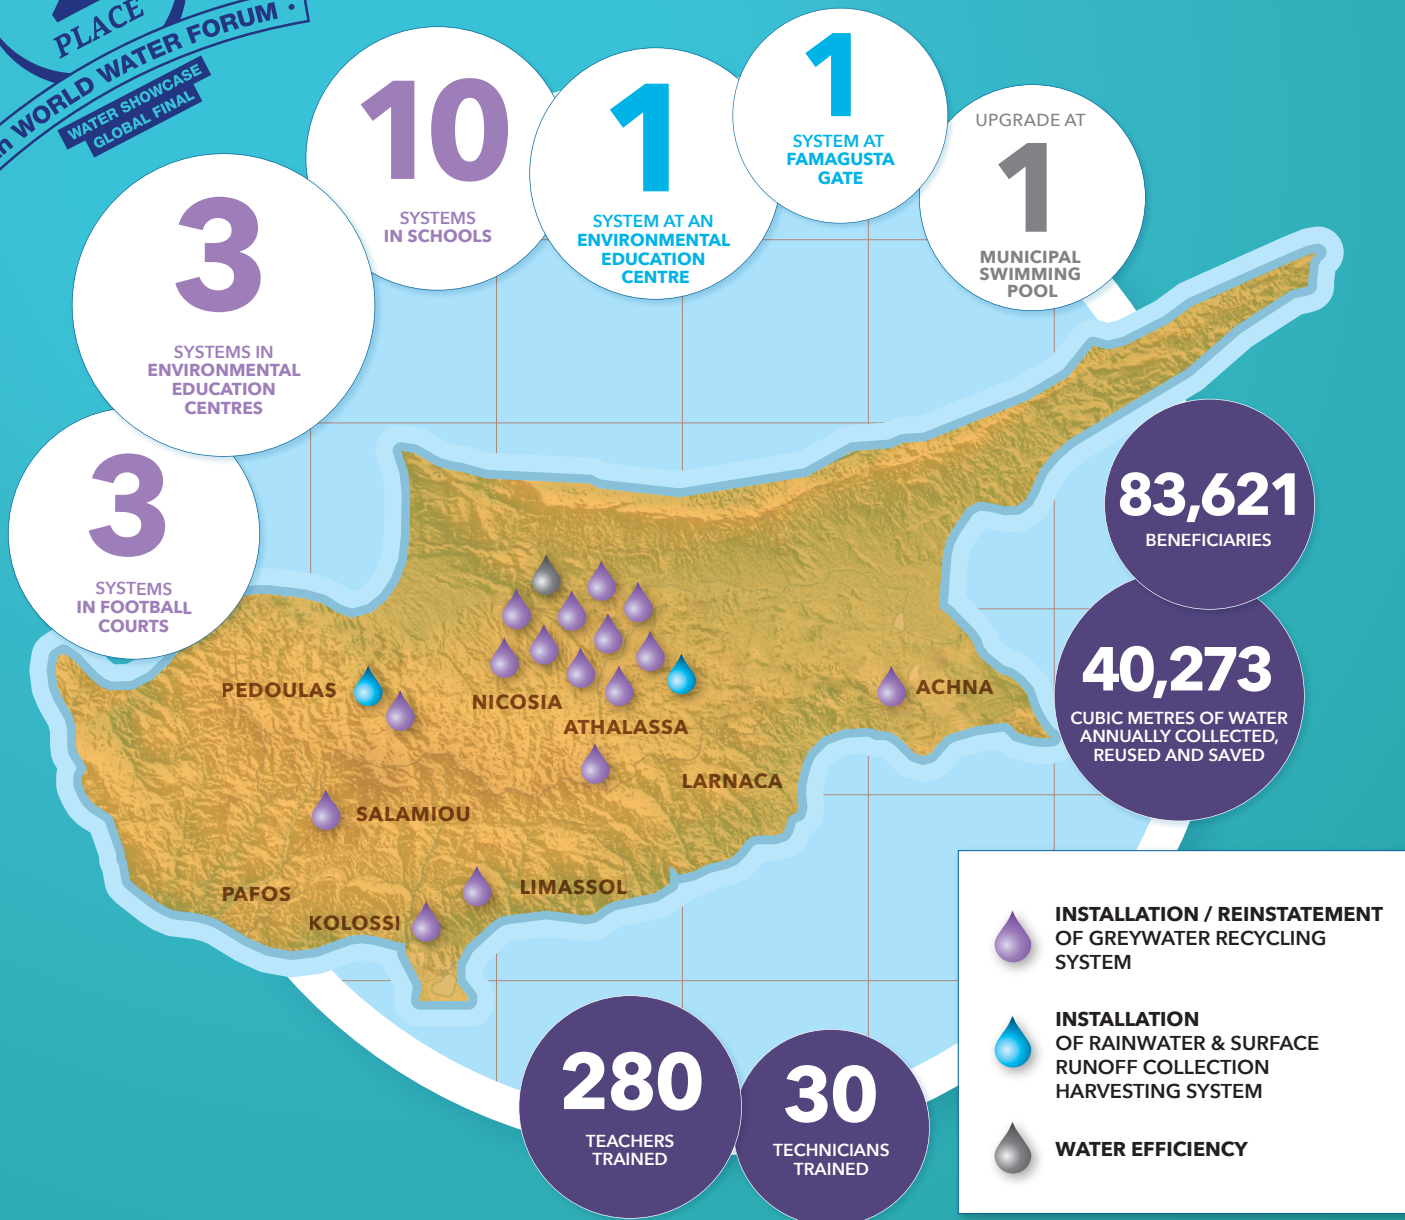 PLACE
WORLD WATER FORUM ·
WATER SHOWCASE
GLOBAL FINAL
10
SYSTEMS
IN SCHOOLS
1
SYSTEM AT AN
ENVIRONMENTAL
EDUCATION
CENTRE
1
SYSTEM AT
FAMAGUSTA
GATE
UPGRADE AT
1
MUNICIPAL
SWIMMING
POOL
3
SYSTEMS IN
ENVIRONMENTAL
EDUCATION
CENTRES
3
SYSTEMS
IN FOOTBALL
COURTS
83,621
BENEFICIARIES
40,273
CUBIC METRES OF WATER
ANNUALLY COLLECTED,
REUSED AND SAVED
PEDOULAS
NICOSIA
ATHALASSA
ACHNA
LARNACA
SALAMIOU
PAFOS
LIMASSOL
KOLOSSI
280
TEACHERS
TRAINED
30
TECHNICIANS
TRAINED
INSTALLATION / REINSTATEMENT
OF GREYWATER RECYCLING
SYSTEM
INSTALLATION
OF RAINWATER & SURFACE
RUNOFF COLLECTION
HARVESTING SYSTEM
WATER EFFICIENCY